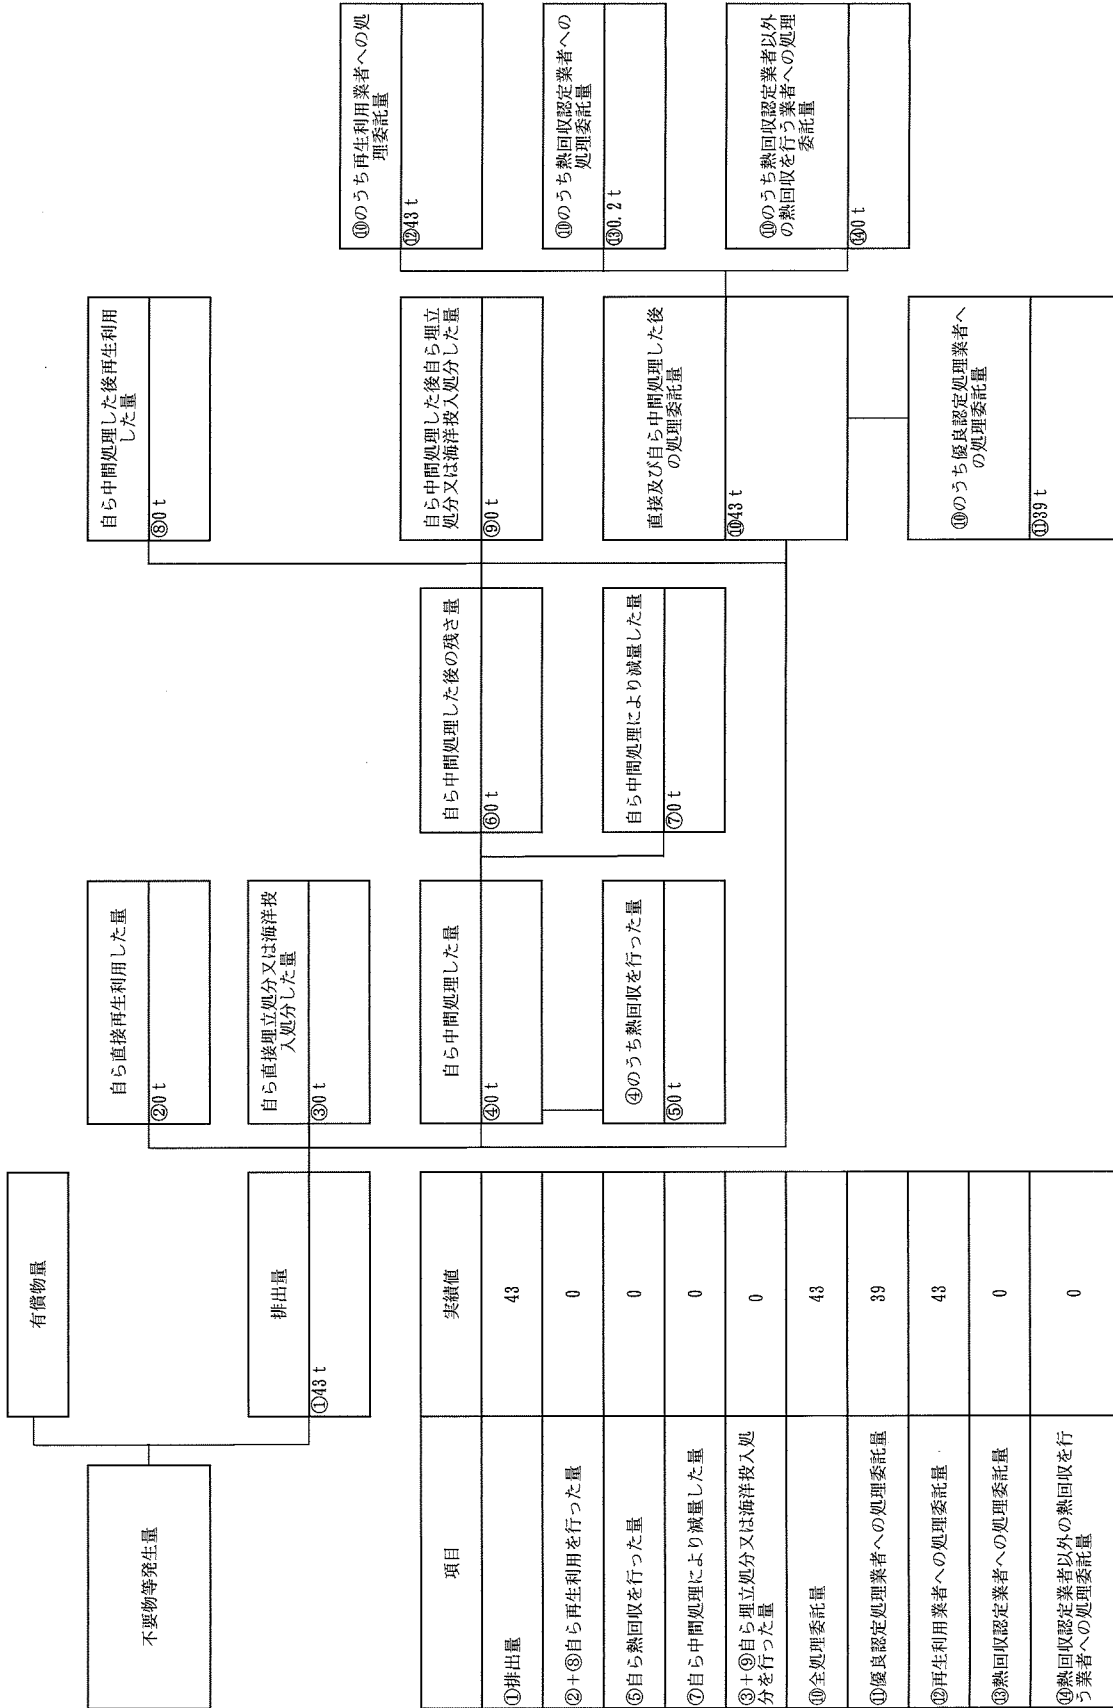 不要物等発生量
有償物量
排出量
①43 t
自ら直接再生利用した量
②0 t
自ら直接埋立処分又は海洋投
入処分した量
③0 t
自ら中間処理した量
④0 t
④のうち熱回収を行った量
⑤0 t
自ら中間処理した後の残さ量
⑥0 t
自ら中間処理により減量した量
⑦0 t
自ら中間処理した後再生利用
した量
⑧0 t
自ら中間処理した後自ら埋立
処分又は海洋投入処分した量
⑨0 t
直接及び自ら中間処理した後
の処理委託量
⑩43 t
⑩のうち優良認定処理業者へ
の処理委託量
⑪39 t
⑩のうち再生利用業者への処
理委託量
⑫43 t
⑩のうち熱回収認定業者への
処理委託量
⑬0.2 t
⑩のうち熱回収認定業者以外
の熱回収を行う業者への処理
委託量
⑭0 t
項目 実績値
①排出量 43
②+⑧自ら再生利用を行った量 0
⑤自ら熱回収を行った量 0
⑦自ら中間処理により減量した量 0
③+⑨自ら埋立処分又は海洋投入処
分を行った量 0
⑩全処理委託量 43
⑪優良認定処理業者への処理委託量 39
⑫再生利用業者への処理委託量 43
⑬熱回収認定業者への処理委託量 0
⑭熱回収認定業者以外の熱回収を行
う業者への処理委託量 0